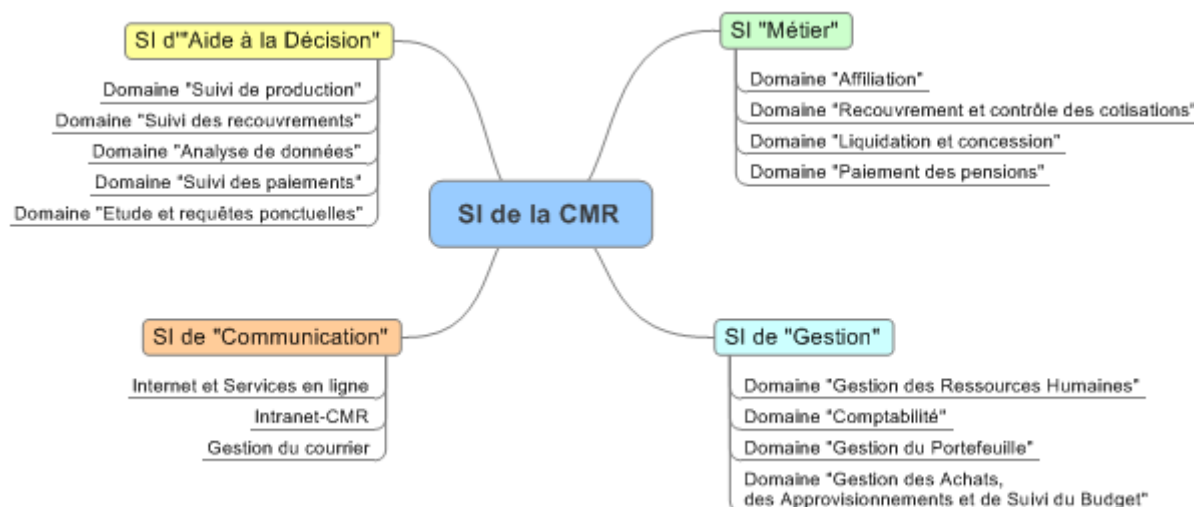 SI d'"Aide à la Décision"
Domaine "Suivi de production"
Domaine "Suivi des recouvrements"
Domaine "Analyse de données"
Domaine "Suivi des paiements"
Domaine "Etude et requêtes ponctuelles"
SI "Métier"
Domaine "Affiliation"
Domaine "Recouvrement et contrôle des cotisations"
Domaine "Liquidation et concession"
Domaine "Paiement des pensions"
SI de la CMR
SI de "Communication"
Internet et Services en ligne
Intranet-CMR
Gestion du courrier
SI de "Gestion"
Domaine "Gestion des Ressources Humaines"
Domaine "Comptabilité"
Domaine "Gestion du Portefeuille"
Domaine "Gestion des Achats,
des Approvisionnements et de Suivi du Budget"